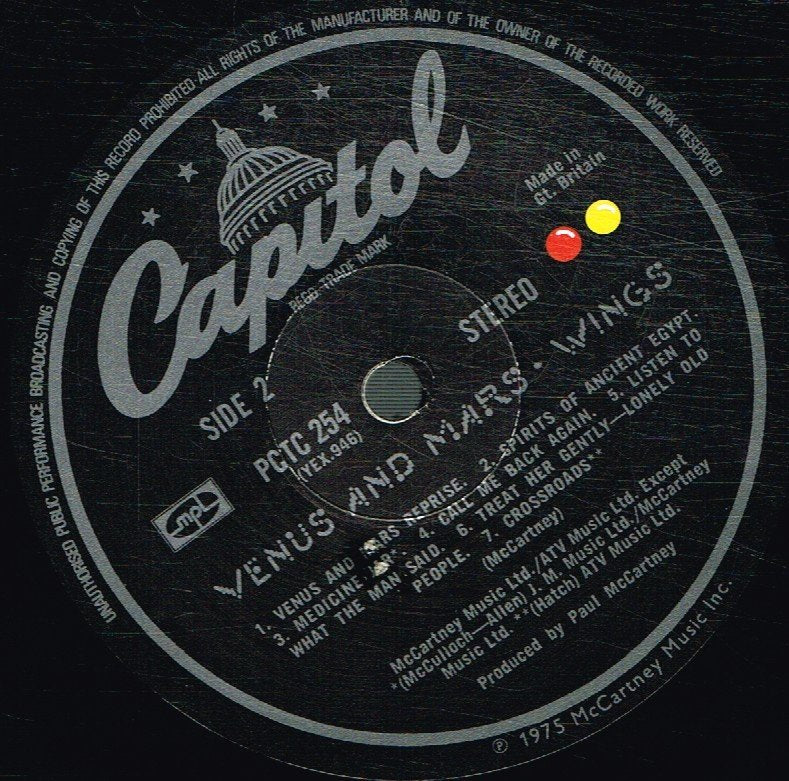 UNAUTHORISED PUBLIC PERFORMANCE BROADCASTING AND COPYING OF THIS RECORD PROHIBITED-ALL RIGHTS OF THE MANUFACTURER AND OF THE OWNER OF THE RECORDED WORK RESERVED
Capitol
REGD. TRADE MARK
Made in
Gt. Britain
SIDE 2
STEREO
PCTC 254
(YEX.946)
mpl
VENUS AND MARS · WINGS
1. VENUS AND MARS REPRISE. 2. SPIRITS OF ANCIENT EGYPT.
3. MEDICINE JAR*. 4. CALL ME BACK AGAIN. 5. LISTEN TO
WHAT THE MAN SAID. 6. TREAT HER GENTLY—LONELY OLD
PEOPLE. 7. CROSSROADS**
(McCartney)
McCartney Music Ltd./ATV Music Ltd. Except
*(McCulloch—Allen) J. M. Music Ltd./McCartney
Music Ltd. **(Hatch) ATV Music Ltd.
Produced by Paul McCartney
℗ 1975 McCartney Music Inc.